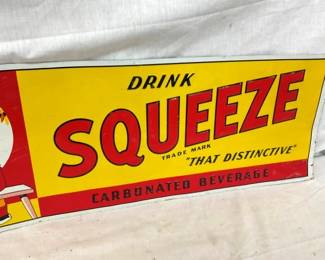 DRINK
SQUEEZE
TRADE MARK
"THAT DISTINCTIVE"
CARBONATED BEVERAGE